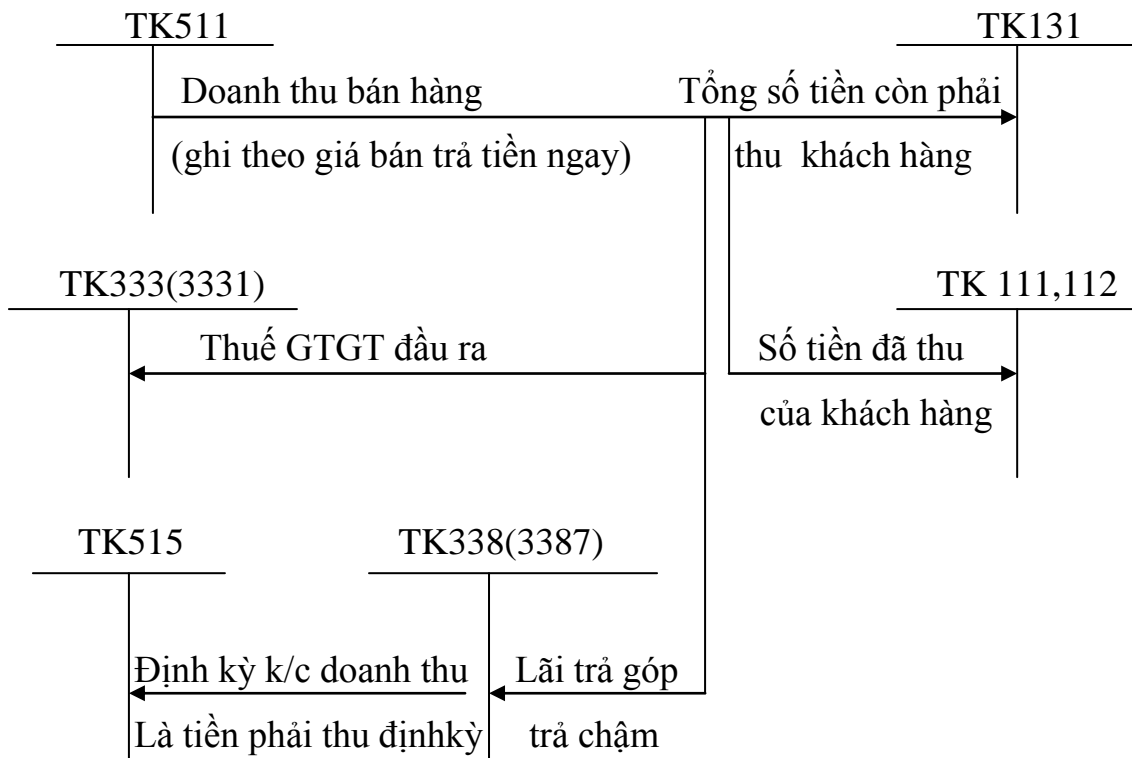 TK511
TK131
Doanh thu bán hàng
Tổng số tiền còn phải
(ghi theo giá bán trả tiền ngay)
thu khách hàng
TK333(3331)
TK 111,112
Thuế GTGT đầu ra
Số tiền đã thu
của khách hàng
TK515
TK338(3387)
Định kỳ k/c doanh thu
Lãi trả góp
Là tiền phải thu địnhkỳ
trả chậm